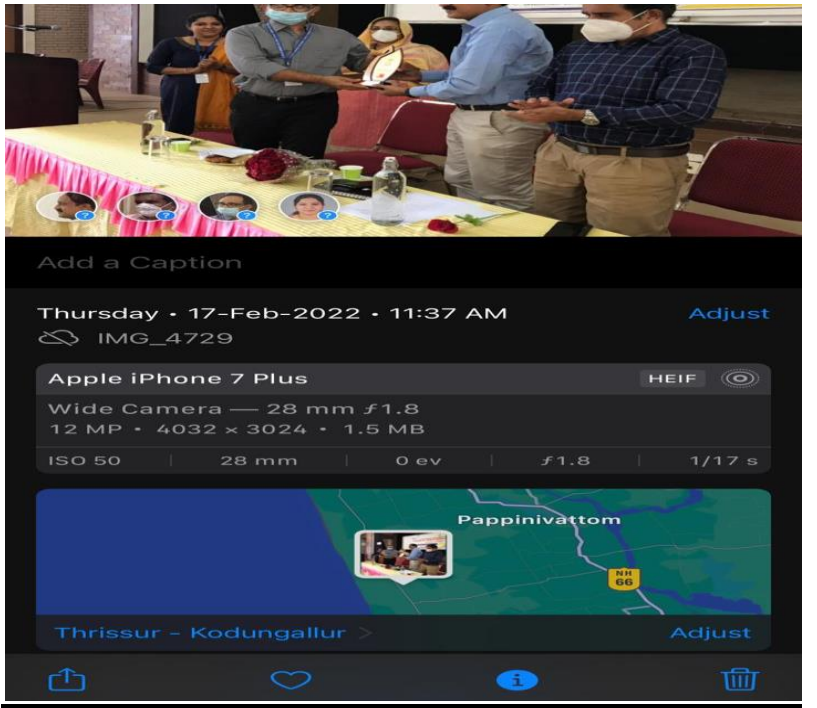 Add a Caption
Thursday • 17-Feb-2022 • 11:37 AM Adjust
IMG_4729
Apple iPhone 7 Plus HEIF
Wide Camera — 28 mm ƒ1.8
12 MP • 4032 × 3024 • 1.5 MB
ISO 50 | 28 mm | 0 ev | ƒ1.8 | 1/17 s
Pappinivattom
NH
66
Thrissur – Kodungallur > Adjust